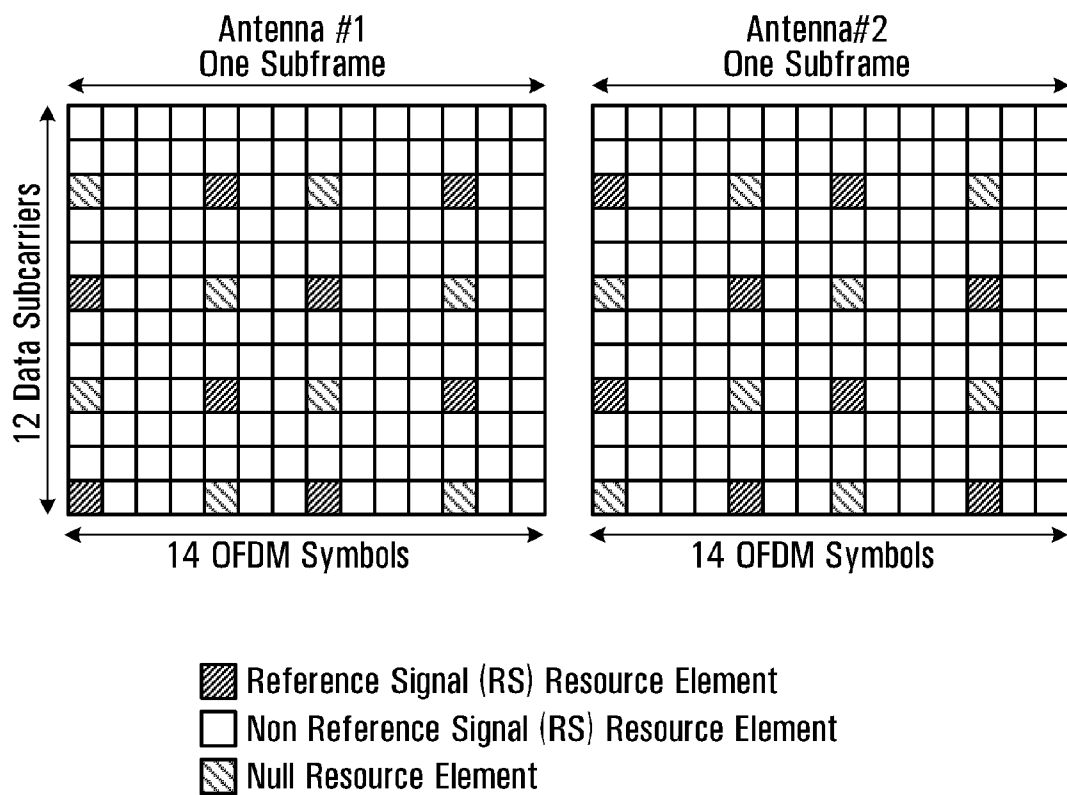 Antenna #1
One Subframe
Antenna#2
One Subframe
12 Data Subcarriers
14 OFDM Symbols
14 OFDM Symbols
Reference Signal (RS) Resource Element
Non Reference Signal (RS) Resource Element
Null Resource Element